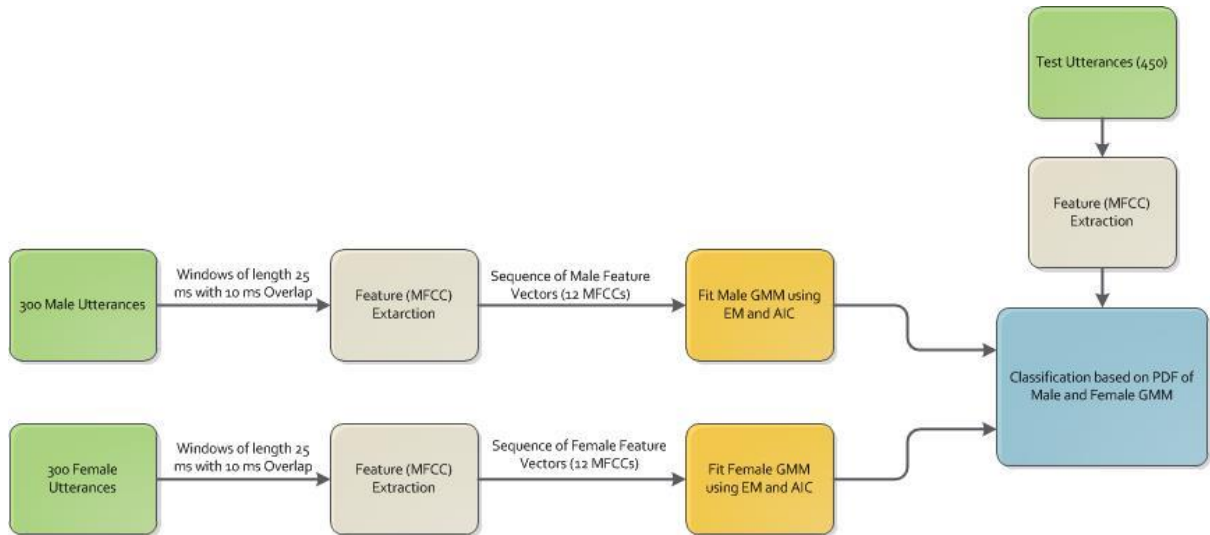 Test Utterances (450)
Feature (MFCC)
Extraction
300 Male Utterances
Windows of length 25
ms with 10 ms Overlap
Feature (MFCC)
Extarction
Sequence of Male Feature
Vectors (12 MFCCs)
Fit Male GMM using
EM and AIC
Classification based on PDF of
Male and Female GMM
300 Female
Utterances
Windows of length 25
ms with 10 ms Overlap
Feature (MFCC)
Extraction
Sequence of Female Feature
Vectors (12 MFCCs)
Fit Female GMM
using EM and AIC